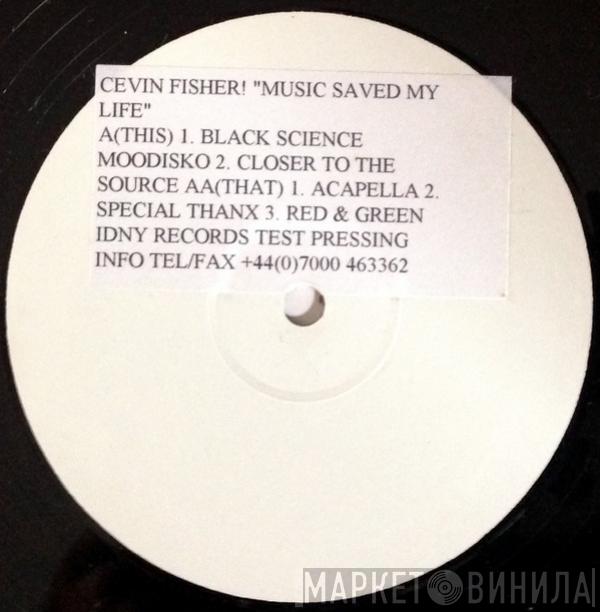 CEVIN FISHER! "MUSIC SAVED MY
LIFE"
A(THIS) 1. BLACK SCIENCE
MOODISKO 2. CLOSER TO THE
SOURCE AA(THAT) 1. ACAPELLA 2.
SPECIAL THANX 3. RED & GREEN
IDNY RECORDS TEST PRESSING
INFO TEL/FAX +44(0)7000 463362
МАРКЕТ ВИНИЛА